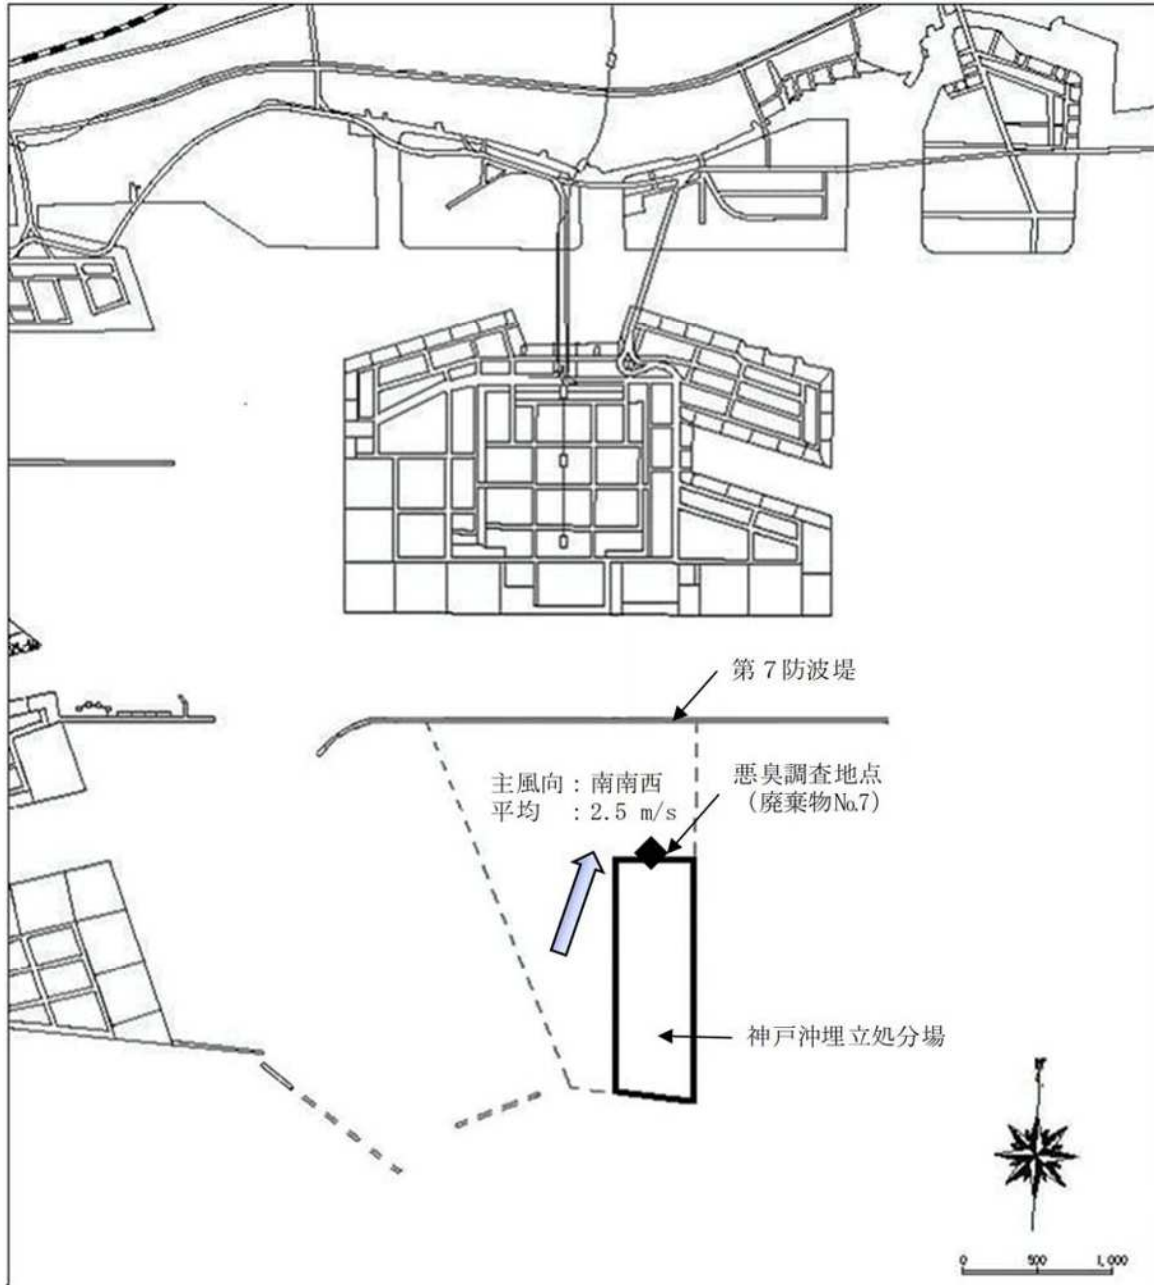 第7防波堤
主風向：南南西
平均　：2.5 m/s
悪臭調査地点
（廃棄物No.7）
神戸沖埋立処分場
0 500 1,000